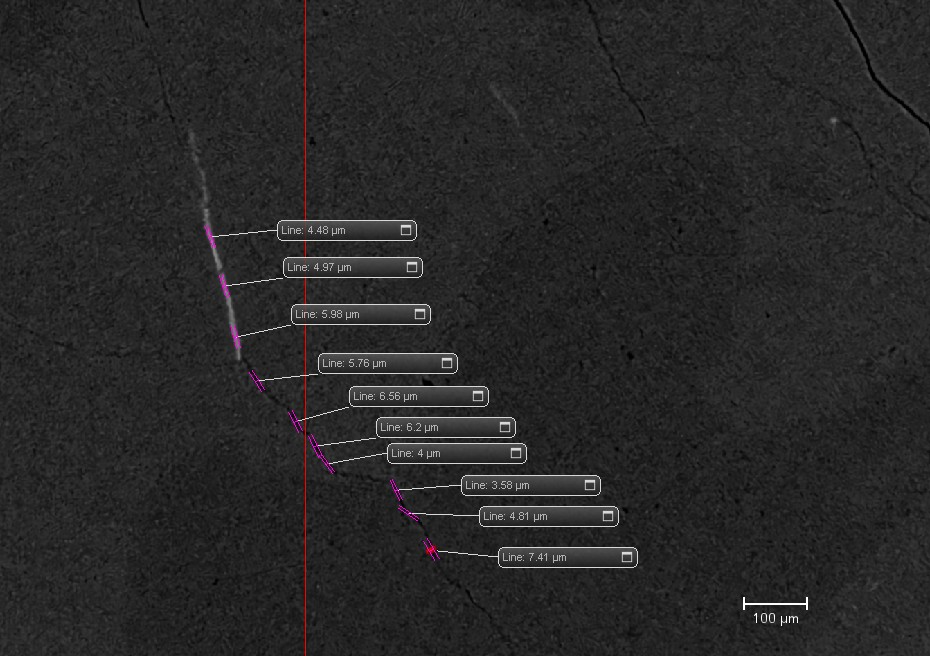 Line: 4.48 µm
Line: 4.97 µm
Line: 5.98 µm
Line: 5.76 µm
Line: 6.56 µm
Line: 6.2 µm
Line: 4 µm
Line: 3.58 µm
Line: 4.81 µm
Line: 7.41 µm
100 µm